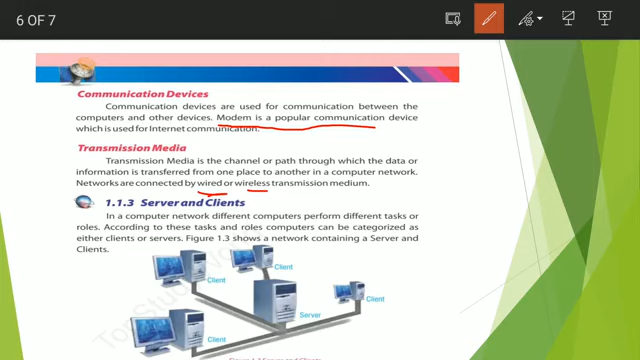 6 OF 7
Communication Devices
Communication devices are used for communication between the
computers and other devices. Modem is a popular communication device
which is used for Internet communication.
Transmission Media
Transmission Media is the channel or path through which the data or
information is transferred from one place to another in a computer network.
Networks are connected by wired or wireless transmission medium.
1.1.3 Server and Clients
In a computer network different computers perform different tasks or
roles. According to these tasks and roles computers can be categorized
as either clients or servers. Figure 1.3 shows a network containing a Server and
Clients.
Client
Client
Client
Server
Client